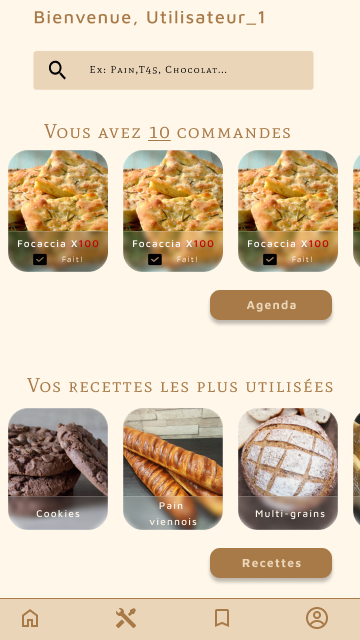 Bienvenue, Utilisateur_1
Ex: Pain,T45, Chocolat...
Vous avez 10 commandes
Focaccia X100
Fait!
Focaccia X100
Fait!
Focaccia X100
Fait!
Agenda
Vos recettes les plus utilisées
Cookies
Pain
viennois
Multi-grains
Recettes